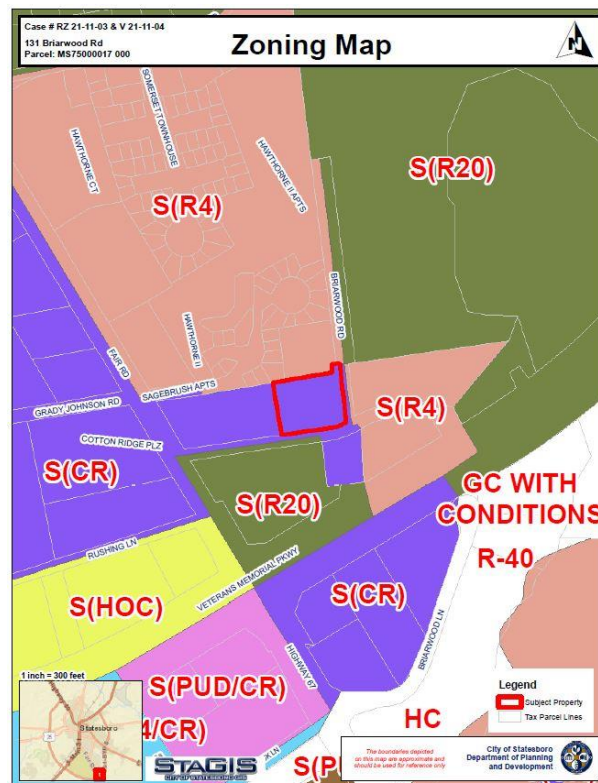 Case # RZ 21-11-03 & V 21-11-04
131 Briarwood Rd
Parcel: MS75000017 000
Zoning Map
N
SOMERSET TOWNHOUSE
HAWTHORNE CT
HAWTHORNE II APTS
S(R20)
S(R4)
BRIARWOOD RD
HAWTHORNE II
FAIR RD
SAGEBRUSH APTS
GRADY JOHNSON RD
S(R4)
COTTON RIDGE PLZ
S(CR)
S(R20)
GC WITH
CONDITIONS
R-40
RUSHING LN
VETERANS MEMORIAL PKWY
S(HOC)
S(CR)
BRIARWOOD LN
HIGHWAY 67
1 inch = 300 feet
S(PUD/CR)
4/CR)
Statesboro
HC
Legend
Subject Property
Tax Parcel Lines
STAGIS
The boundaries depicted
on this map are approximate and
should be used for reference only
City of Statesboro
Department of Planning
and Development